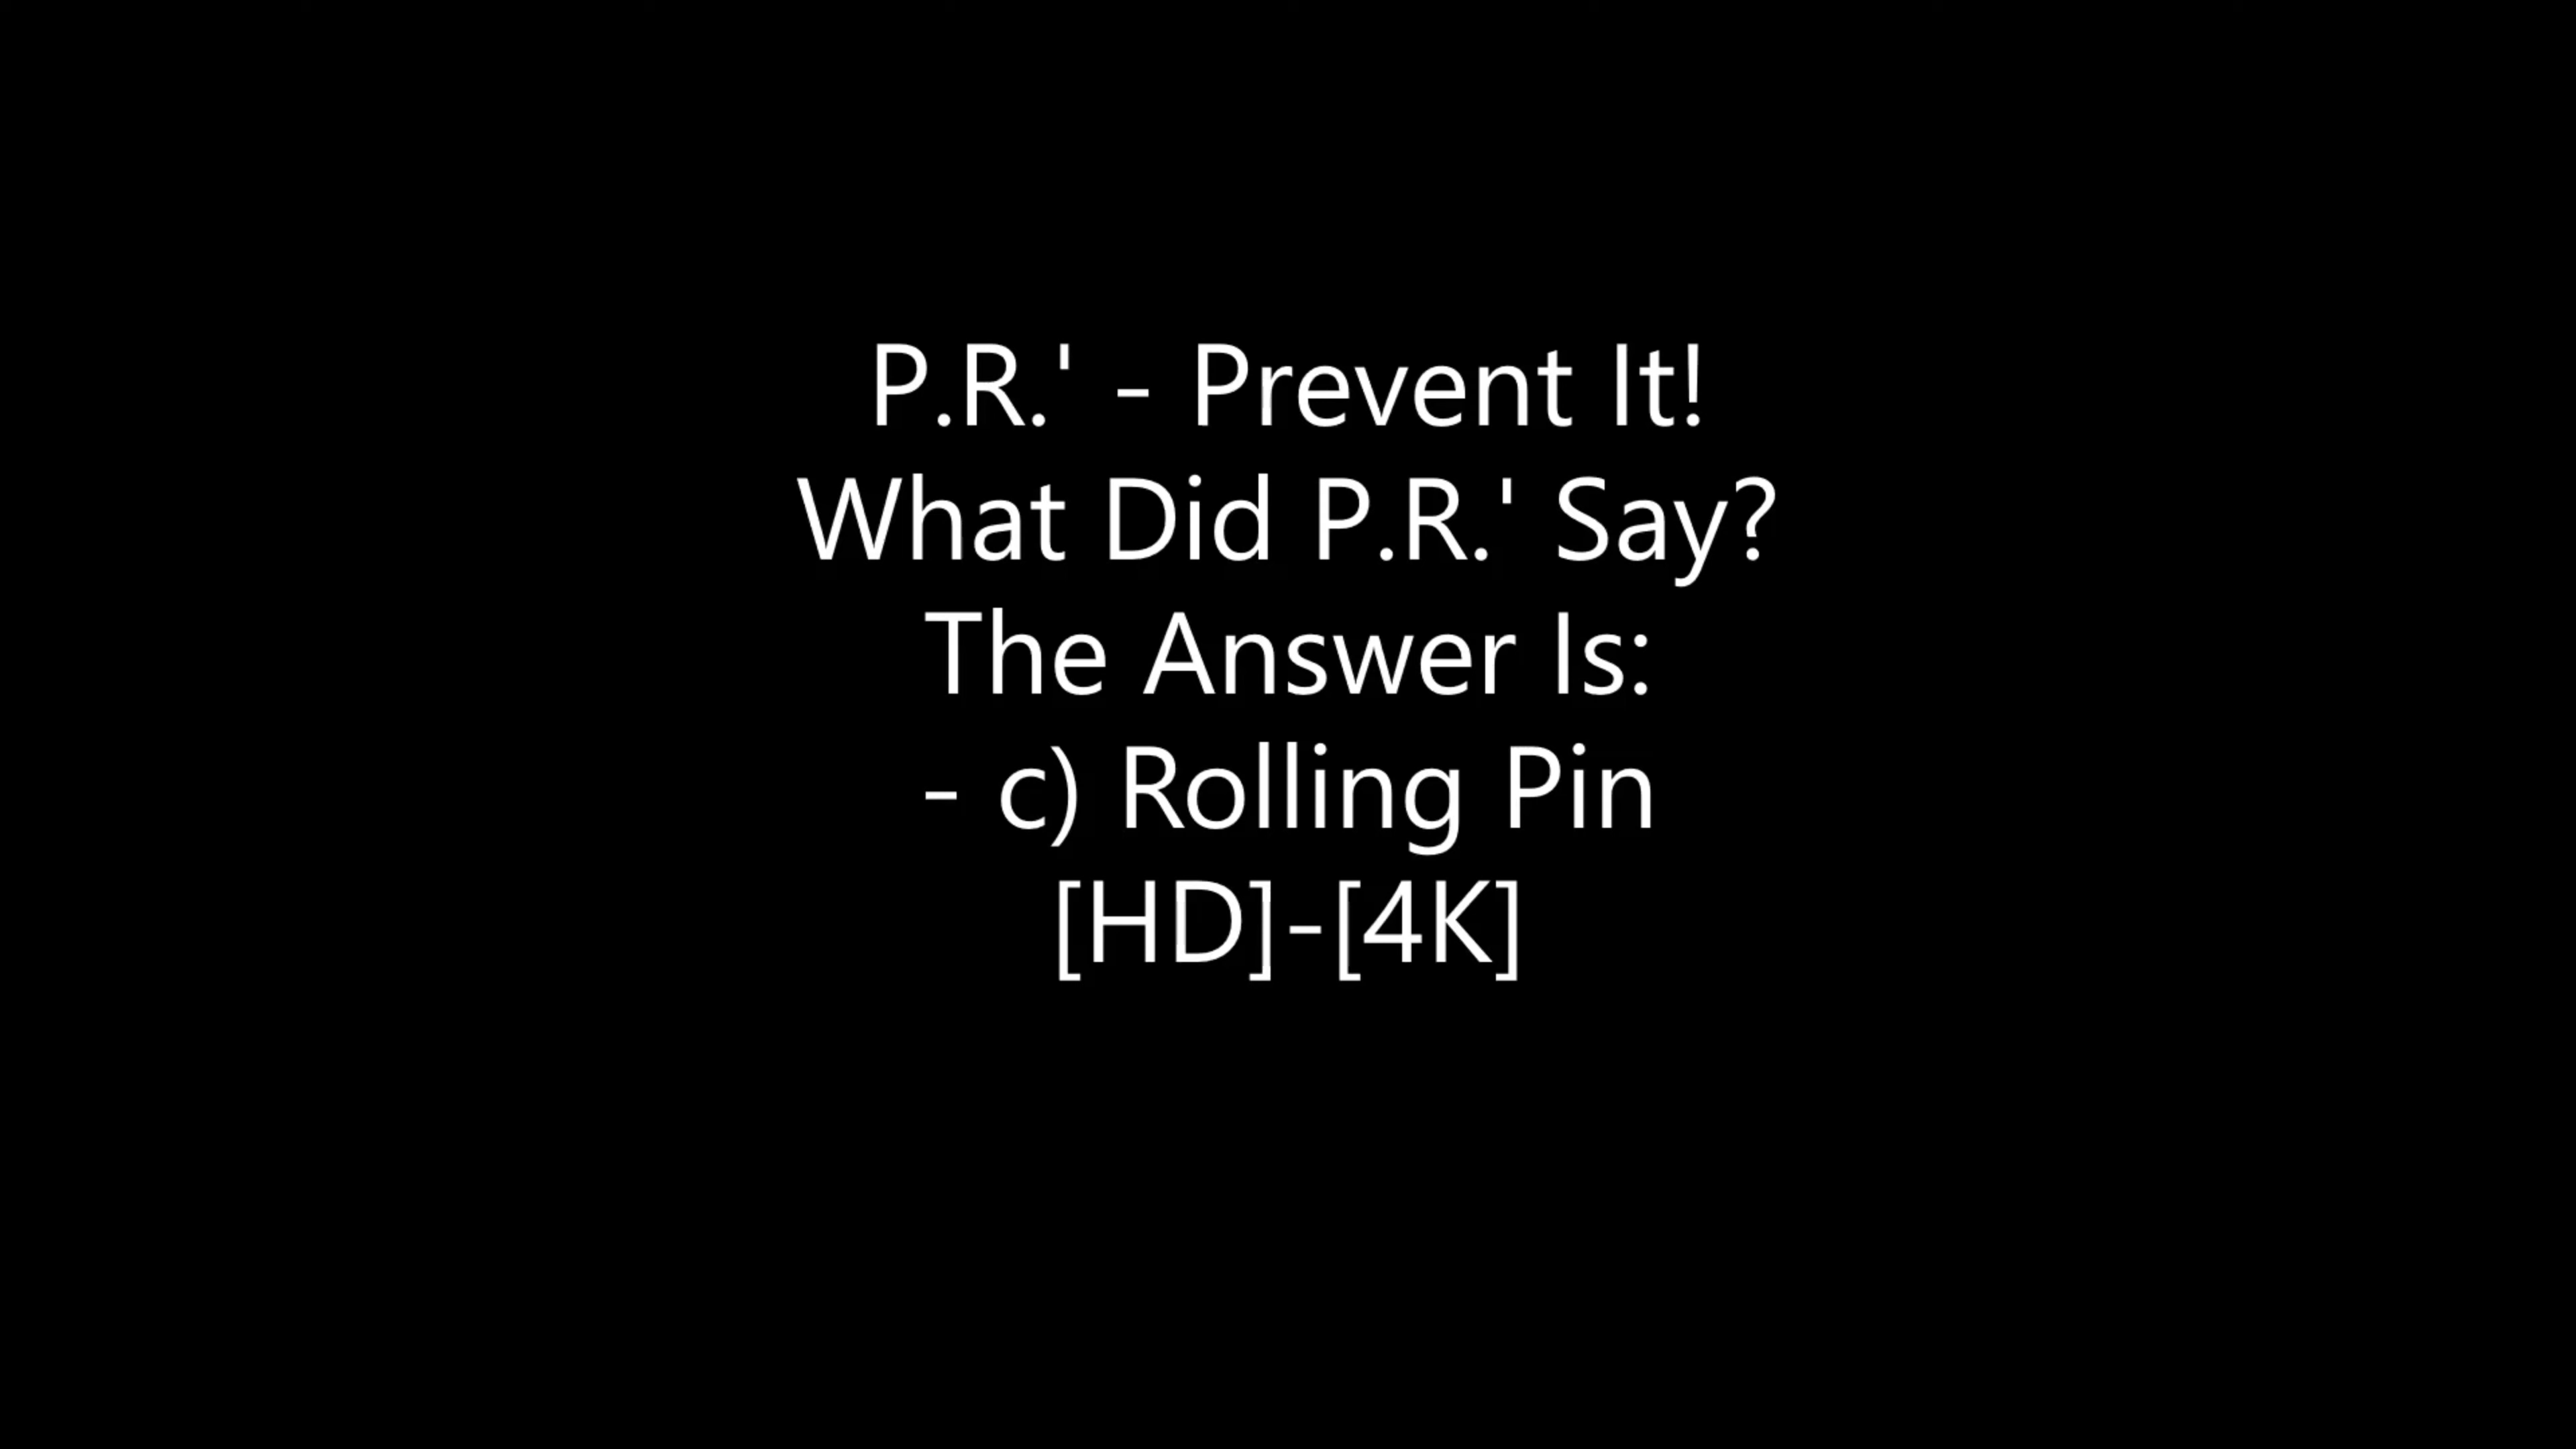 P.R.' - Prevent It!
What Did P.R.' Say?
The Answer Is:
- c) Rolling Pin
[HD]-[4K]